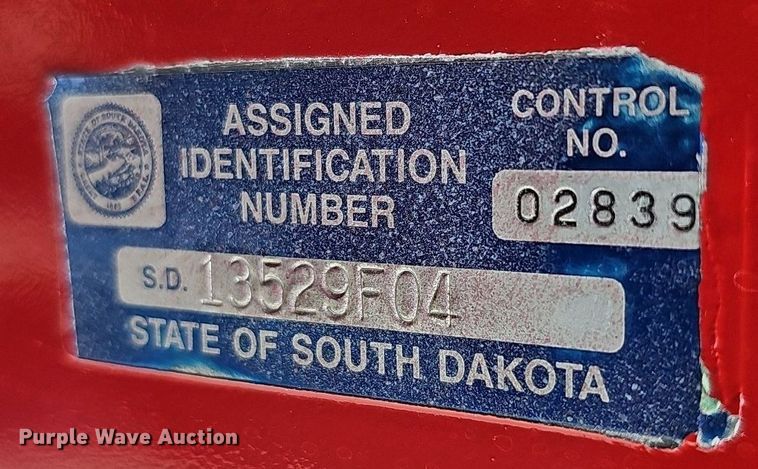 ASSIGNED
IDENTIFICATION
NUMBER
CONTROL
NO.
02839
S.D. 13529F04
STATE OF SOUTH DAKOTA
Purple Wave Auction